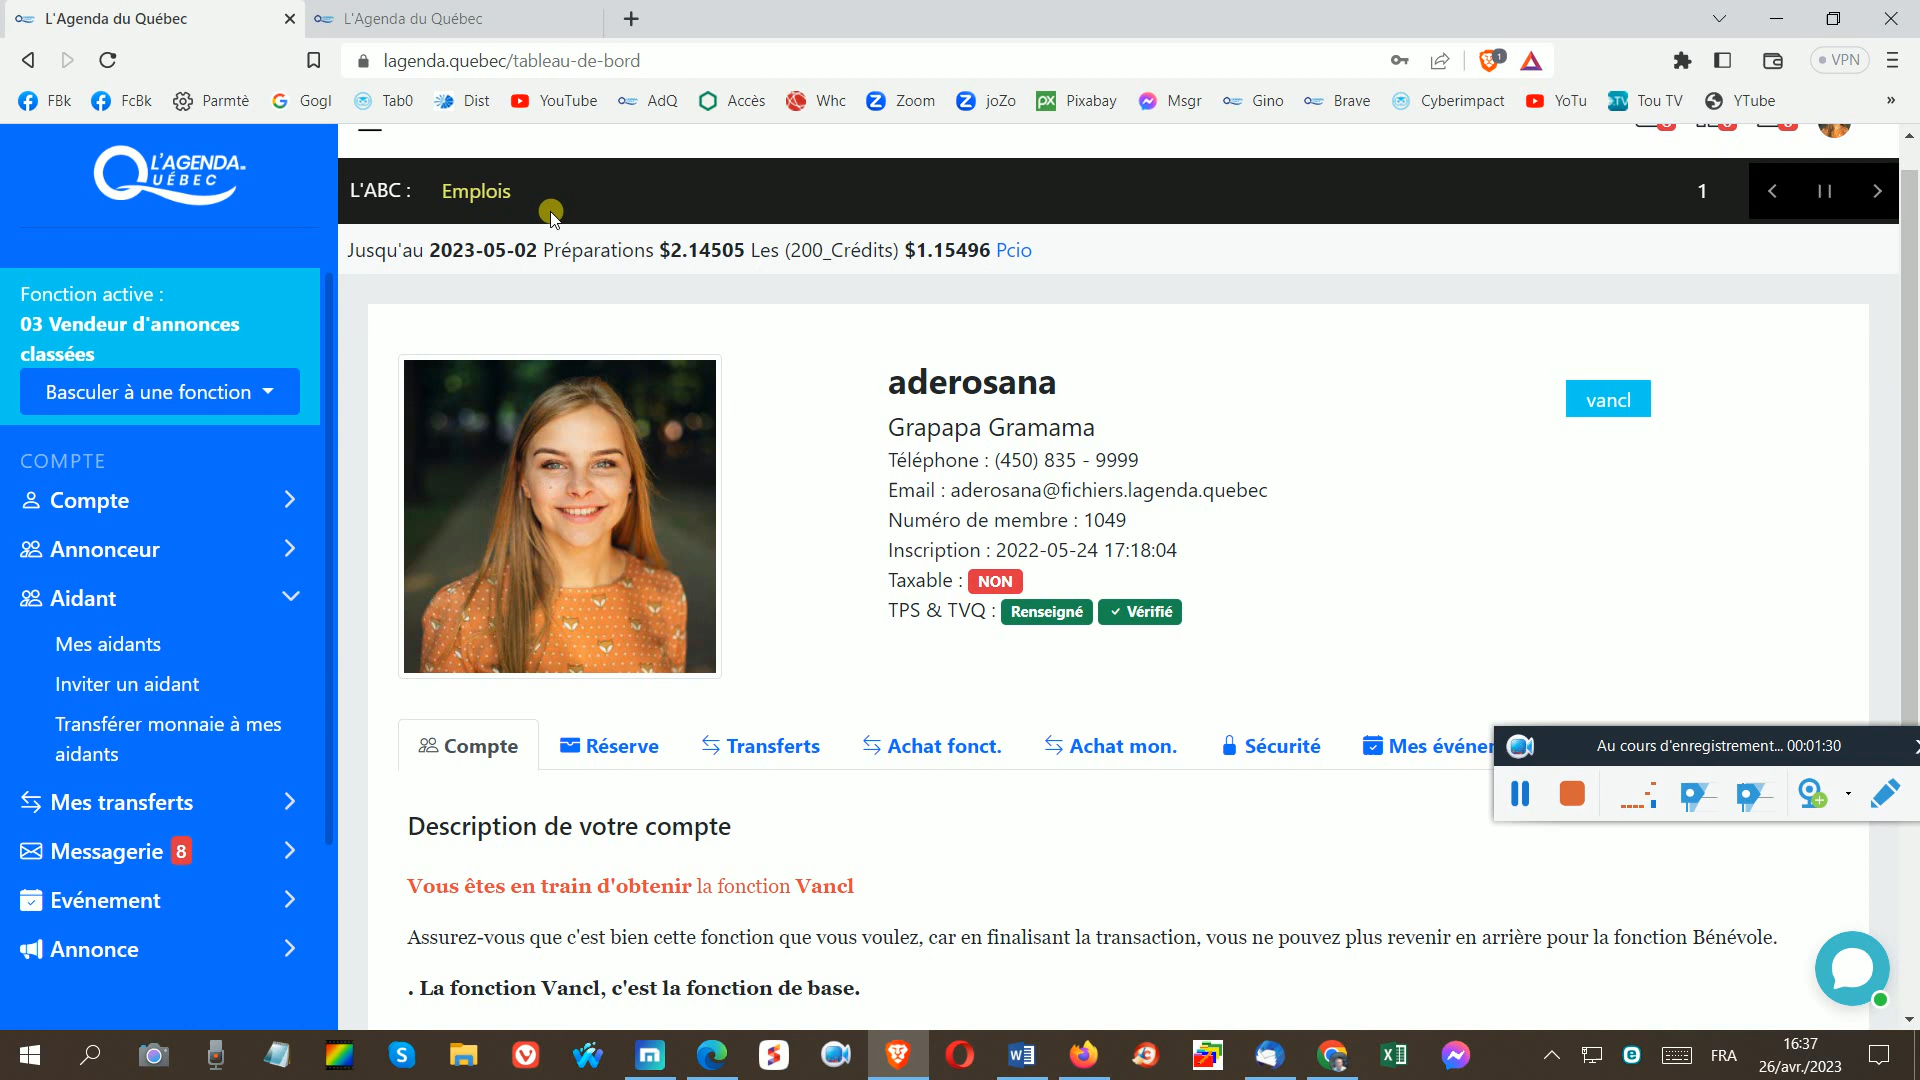 L'Agenda du Québec
L'Agenda du Québec
lagenda.quebec/tableau-de-bord
1
VPN
FBk FcBk Parmtè Gogl Tab0 Dist YouTube AdQ Accès Whc Zoom joZo Pixabay Msgr Gino Brave Cyberimpact YoTu Tou TV YTube »
L'AGENDA.
QUÉBEC
L'ABC : Emplois 1
Jusqu'au 2023-05-02 Préparations $2.14505 Les (200_Crédits) $1.15496 Pcio
Fonction active :
03 Vendeur d'annonces
classées
Basculer à une fonction
COMPTE
Compte
Annonceur
Aidant
Mes aidants
Inviter un aidant
Transférer monnaie à mes
aidants
Mes transferts
Messagerie 8
Evénement
Annonce
aderosana
vancl
Grapapa Gramama
Téléphone : (450) 835 - 9999
Email : aderosana@fichiers.lagenda.quebec
Numéro de membre : 1049
Inscription : 2022-05-24 17:18:04
Taxable : NON
TPS & TVQ : Renseigné Vérifié
Compte Réserve Transferts Achat fonct. Achat mon. Sécurité Mes événe
Au cours d'enregistrement... 00:01:30
Description de votre compte
Vous êtes en train d'obtenir la fonction Vancl
Assurez-vous que c'est bien cette fonction que vous voulez, car en finalisant la transaction, vous ne pouvez plus revenir en arrière pour la fonction Bénévole.
. La fonction Vancl, c'est la fonction de base.
FRA
16:37
26/avr./2023